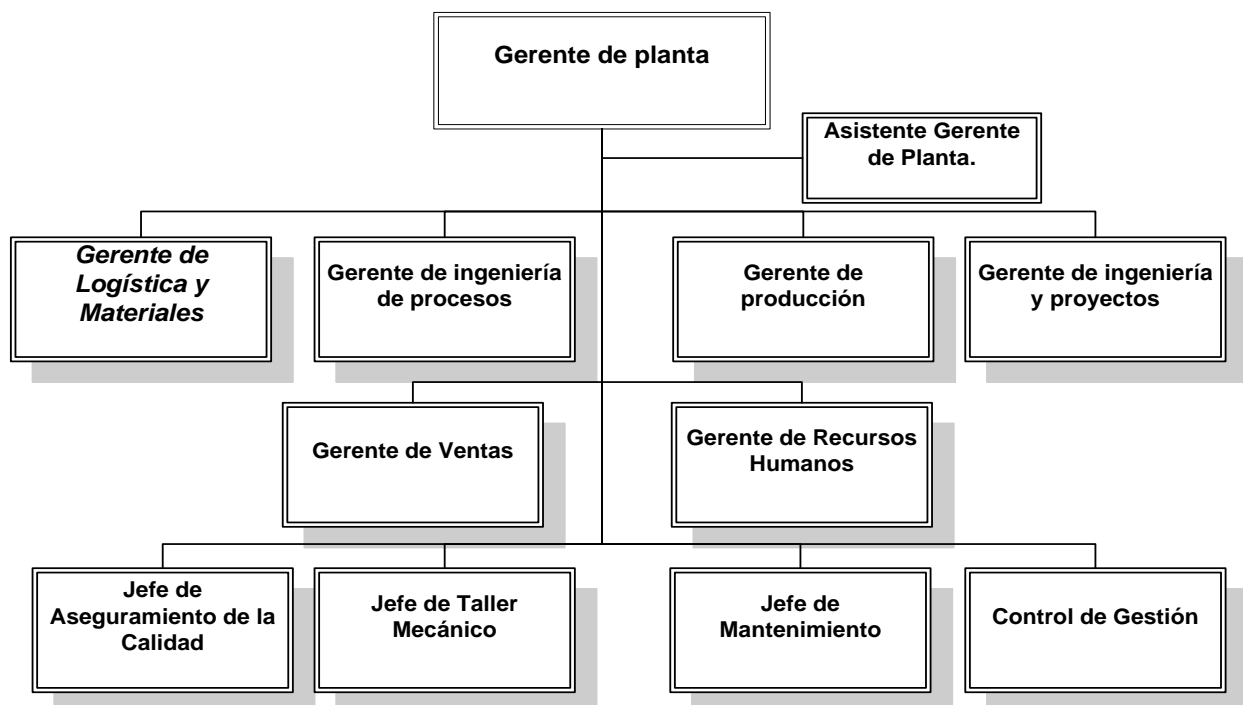 Gerente de planta
Asistente Gerente
de Planta.
Gerente de
Logística y
Materiales
Gerente de ingeniería
de procesos
Gerente de
producción
Gerente de ingeniería
y proyectos
Gerente de Ventas
Gerente de Recursos
Humanos
Jefe de
Aseguramiento de la
Calidad
Jefe de Taller
Mecánico
Jefe de
Mantenimiento
Control de Gestión